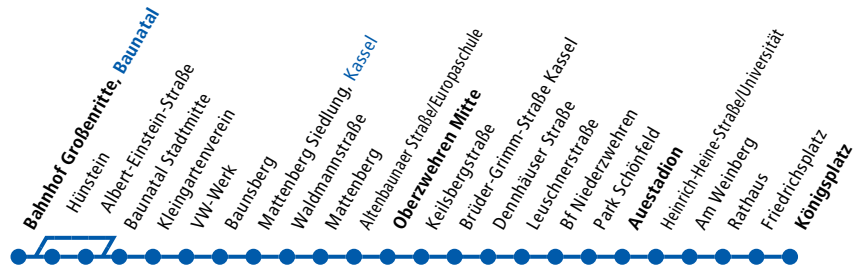 Bahnhof Großenritte, Baunatal
Hünstein
Albert-Einstein-Straße
Baunatal Stadtmitte
Kleingartenverein
VW-Werk
Baunsberg
Mattenberg Siedlung, Kassel
Waldmannstraße
Mattenberg
Altenbaunaer Straße/Europaschule
Oberzwehren Mitte
Keilsbergstraße
Brüder-Grimm-Straße Kassel
Dennhäuser Straße
Leuschnerstraße
Bf Niederzwehren
Park Schönfeld
Auestadion
Heinrich-Heine-Straße/Universität
Am Weinberg
Rathaus
Friedrichsplatz
Königsplatz